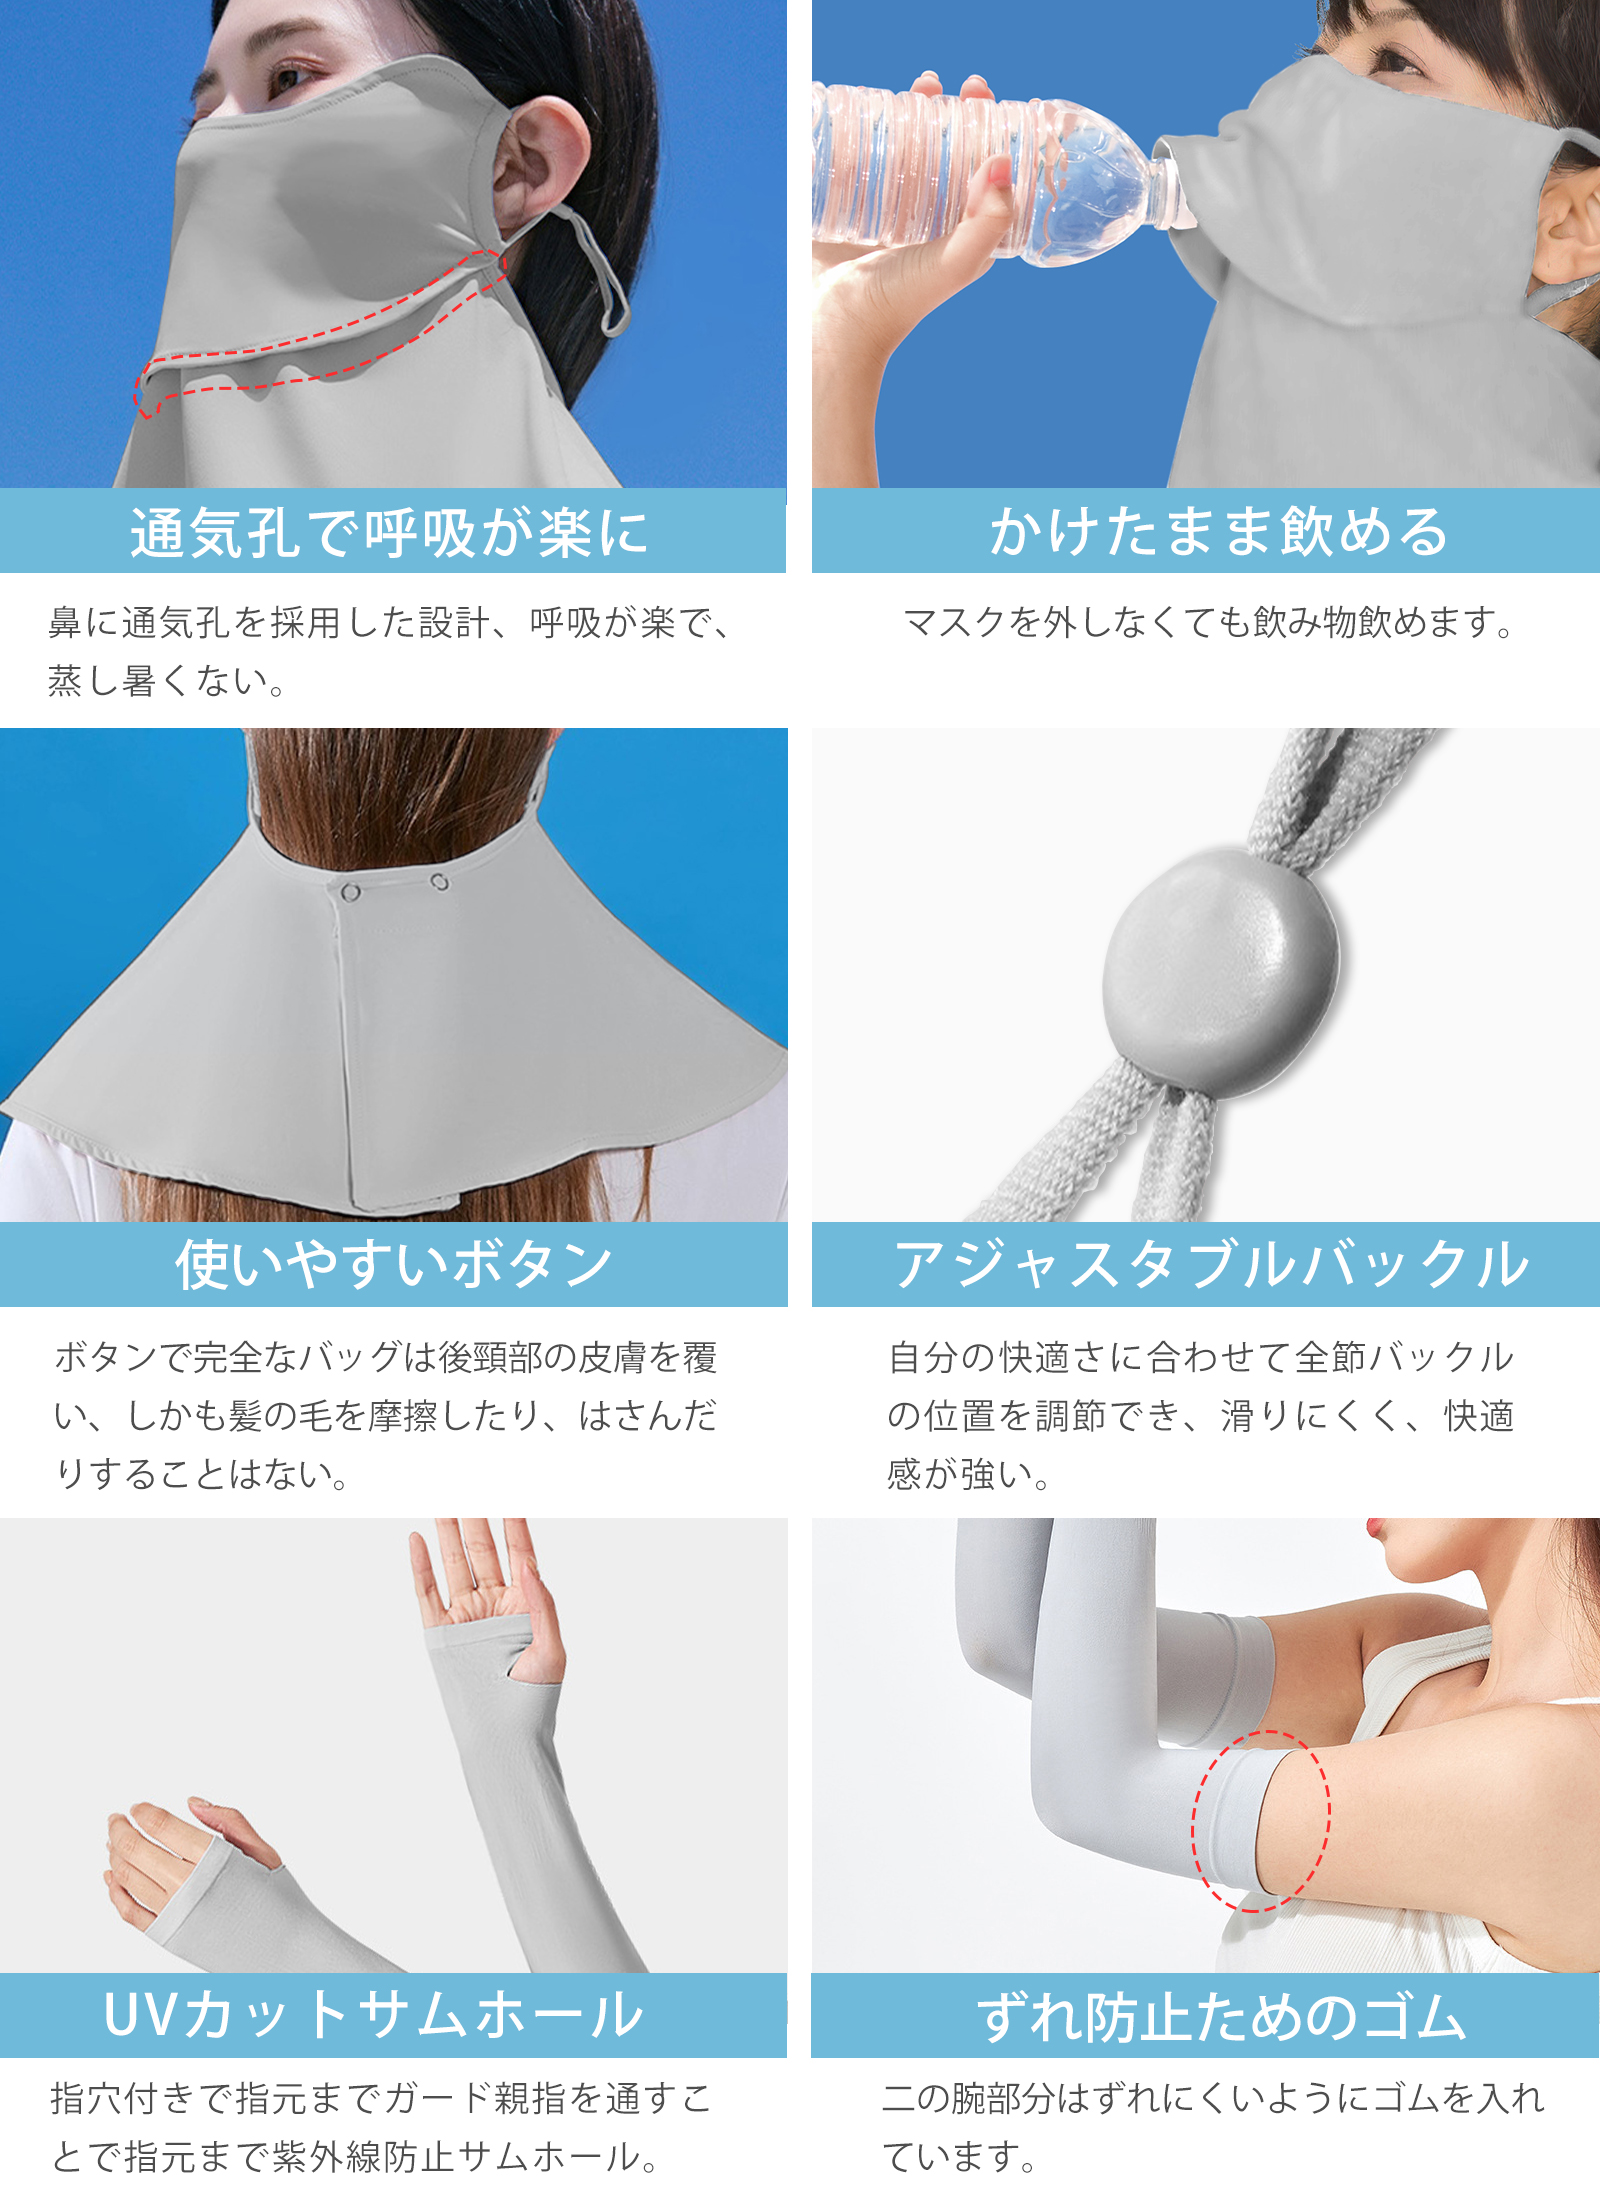 通気孔で呼吸が楽に
鼻に通気孔を採用した設計、呼吸が楽で、
蒸し暑くない。
かけたまま飲める
マスクを外しなくても飲み物飲めます。
使いやすいボタン
ボタンで完全なバッグは後頸部の皮膚を覆
い、しかも髪の毛を摩擦したり、はさんだ
りすることはない。
アジャスタブルバックル
自分の快適さに合わせて全節バックル
の位置を調節でき、滑りにくく、快適
感が強い。
UVカットサムホール
指穴付きで指元までガード親指を通すこ
とで指元まで紫外線防止サムホール。
ずれ防止ためのゴム
二の腕部分はずれにくいようにゴムを入れ
ています。